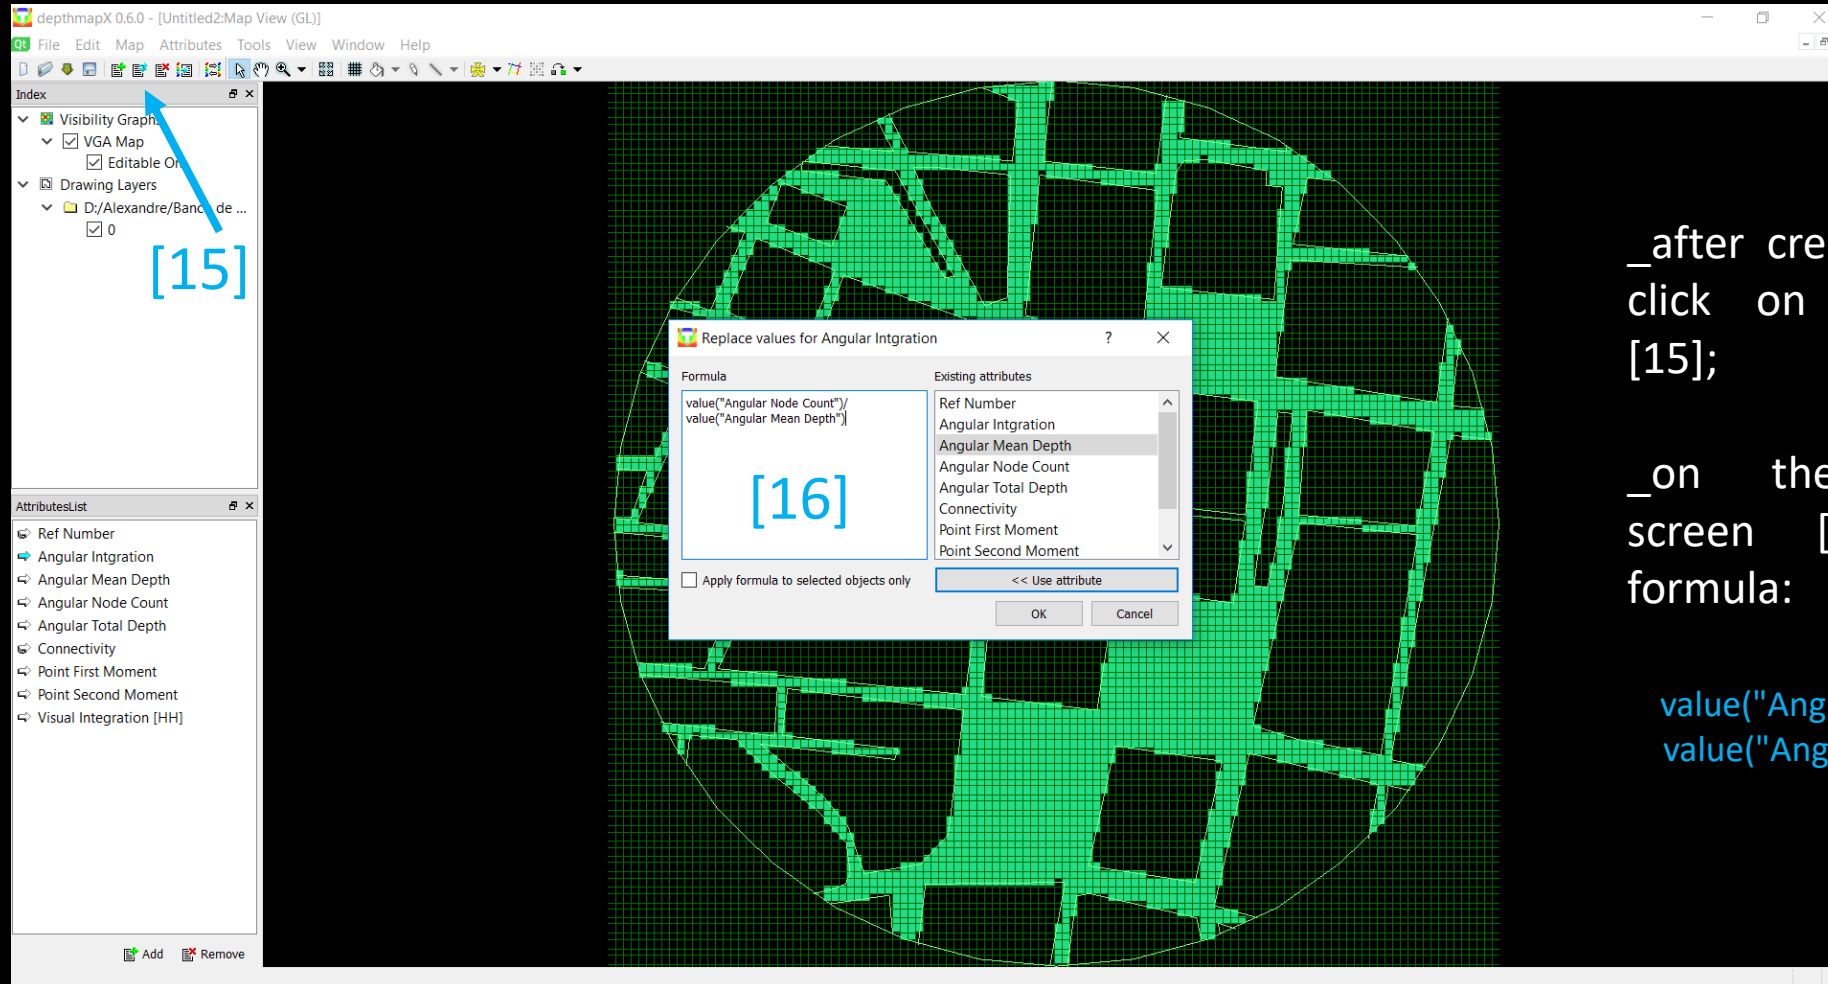 depthmapX 0.6.0 - [Untitled2:Map View (GL)]
File Edit Map Attributes Tools View Window Help
Index
Visibility Graphs
VGA Map
Editable On
Drawing Layers
D:/Alexandre/Banco de ...
0
[15]
AttributesList
Ref Number
Angular Intgration
Angular Mean Depth
Angular Node Count
Angular Total Depth
Connectivity
Point First Moment
Point Second Moment
Visual Integration [HH]
Add Remove
Replace values for Angular Intgration
Formula
value("Angular Node Count")/
value("Angular Mean Depth")
[16]
Existing attributes
Ref Number
Angular Intgration
Angular Mean Depth
Angular Node Count
Angular Total Depth
Connectivity
Point First Moment
Point Second Moment
Apply formula to selected objects only
<< Use attribute
OK Cancel
_after cre
click on
[15];
_on the
screen [
formula:
value("Ang
value("Ang